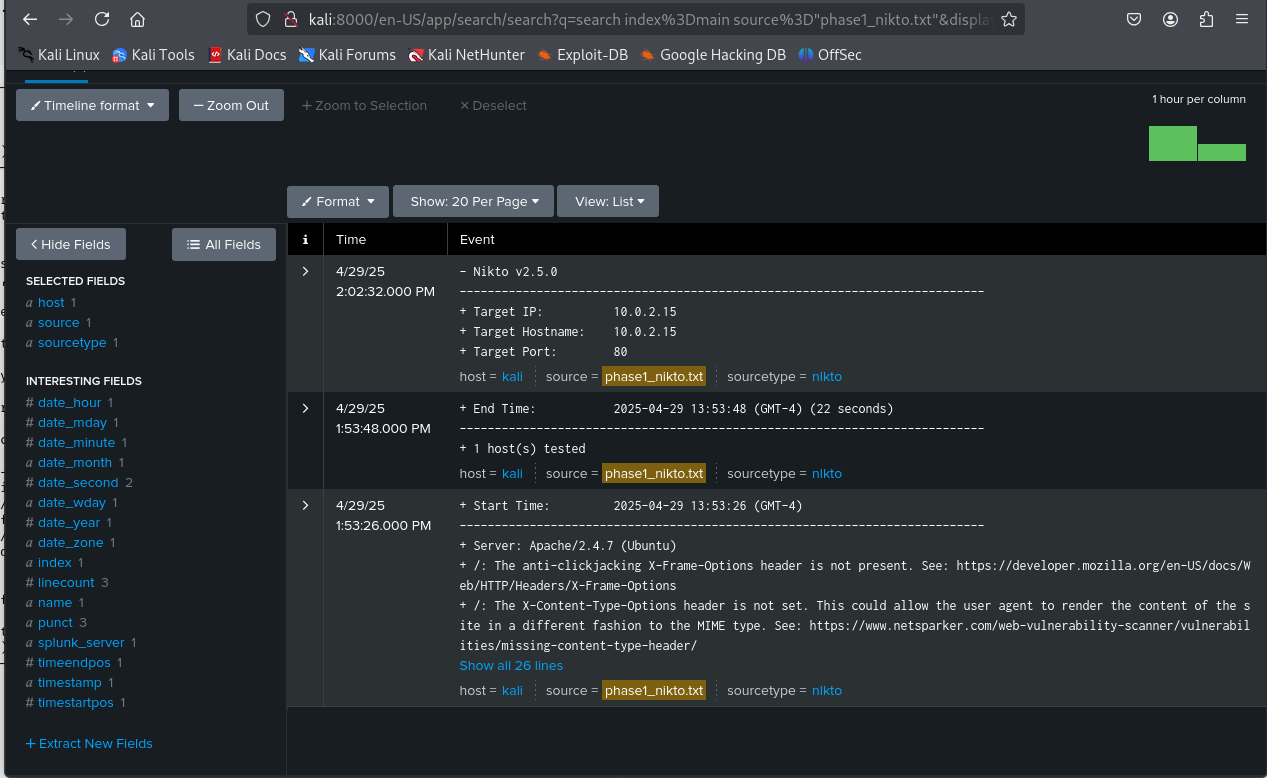 kali:8000/en-US/app/search/search?q=search index%3Dmain source%3D"phase1_nikto.txt"&displa
Kali Linux Kali Tools Kali Docs Kali Forums Kali NetHunter Exploit-DB Google Hacking DB OffSec
Timeline format Zoom Out + Zoom to Selection × Deselect
1 hour per column
Format Show: 20 Per Page View: List
Hide Fields All Fields
SELECTED FIELDS
a host 1
a source 1
a sourcetype 1
INTERESTING FIELDS
# date_hour 1
# date_mday 1
# date_minute 1
a date_month 1
# date_second 2
a date_wday 1
# date_year 1
a date_zone 1
a index 1
# linecount 3
a name 1
a punct 3
a splunk_server 1
# timeendpos 1
a timestamp 1
# timestartpos 1
+ Extract New Fields
i Time Event
4/29/25
2:02:32.000 PM
- Nikto v2.5.0
---------------------------------------------------------------------------
+ Target IP: 10.0.2.15
+ Target Hostname: 10.0.2.15
+ Target Port: 80
host = kali source = phase1_nikto.txt sourcetype = nikto
4/29/25
1:53:48.000 PM
+ End Time: 2025-04-29 13:53:48 (GMT-4) (22 seconds)
---------------------------------------------------------------------------
+ 1 host(s) tested
host = kali source = phase1_nikto.txt sourcetype = nikto
4/29/25
1:53:26.000 PM
+ Start Time: 2025-04-29 13:53:26 (GMT-4)
---------------------------------------------------------------------------
+ Server: Apache/2.4.7 (Ubuntu)
+ /: The anti-clickjacking X-Frame-Options header is not present. See: https://developer.mozilla.org/en-US/docs/W
eb/HTTP/Headers/X-Frame-Options
+ /: The X-Content-Type-Options header is not set. This could allow the user agent to render the content of the s
ite in a different fashion to the MIME type. See: https://www.netsparker.com/web-vulnerability-scanner/vulnerabil
ities/missing-content-type-header/
Show all 26 lines
host = kali source = phase1_nikto.txt sourcetype = nikto